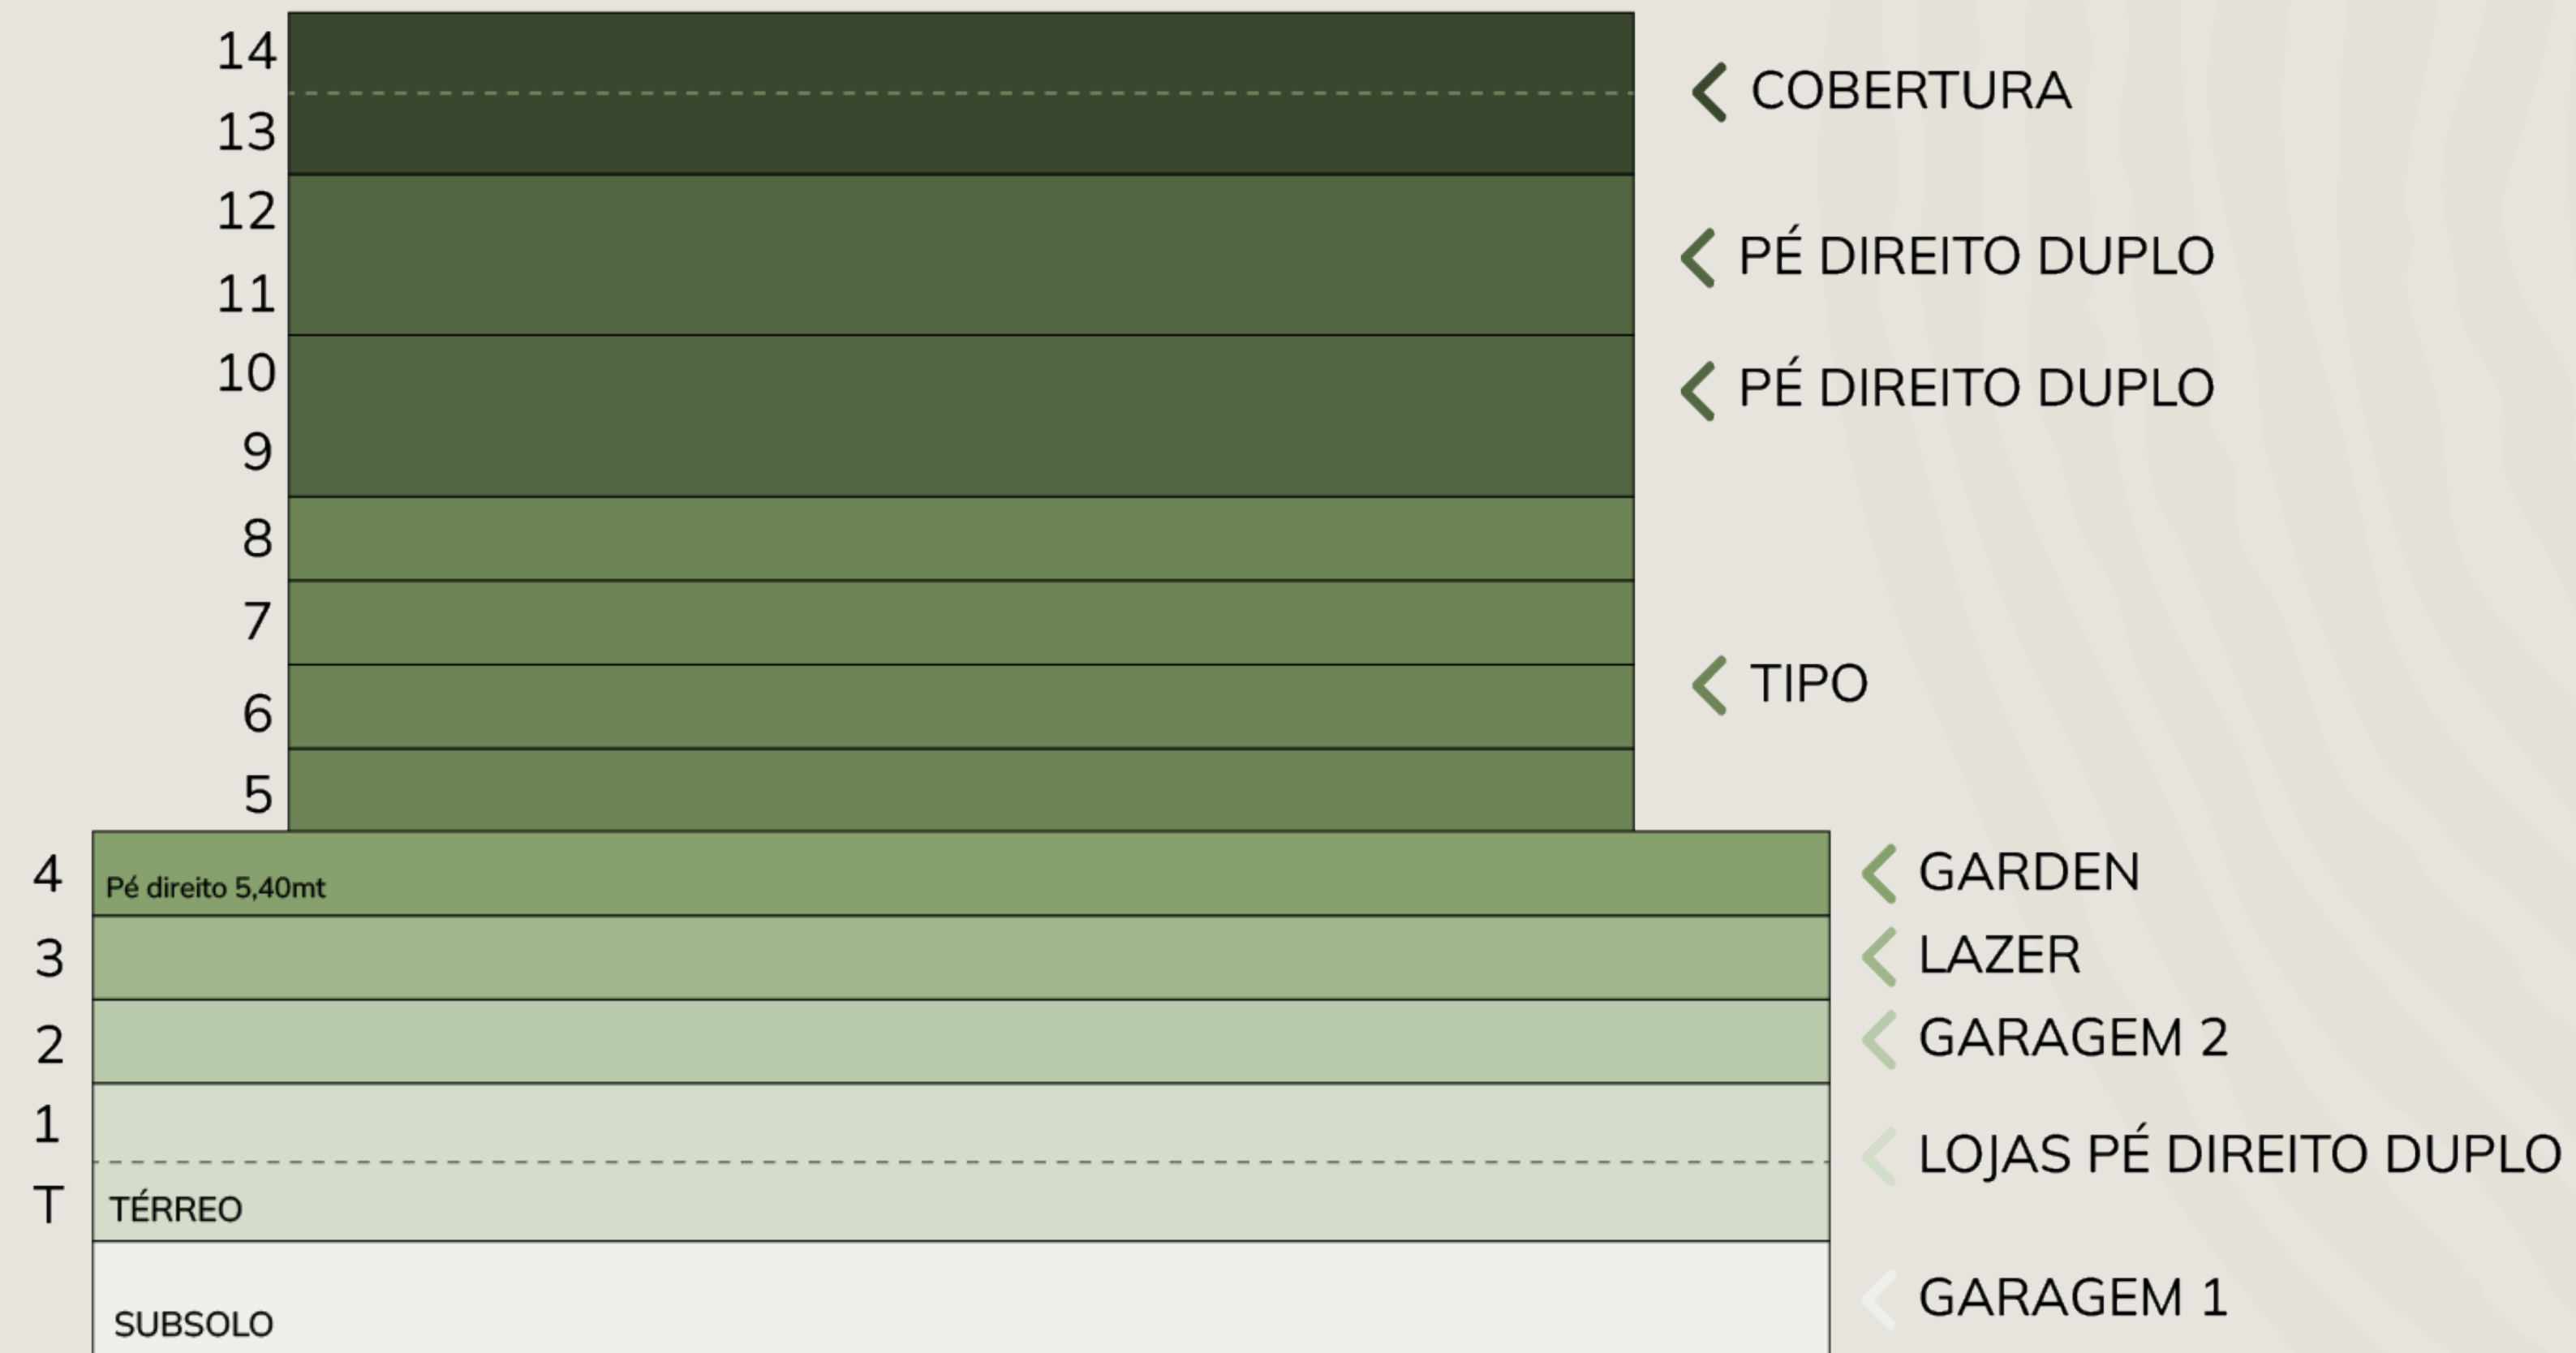 14
COBERTURA
13
12
PÉ DIREITO DUPLO
11
10
PÉ DIREITO DUPLO
9
8
7
TIPO
6
5
4
Pé direito 5,40mt
GARDEN
3
LAZER
2
GARAGEM 2
1
LOJAS PÉ DIREITO DUPLO
T
TÉRREO
GARAGEM 1
SUBSOLO